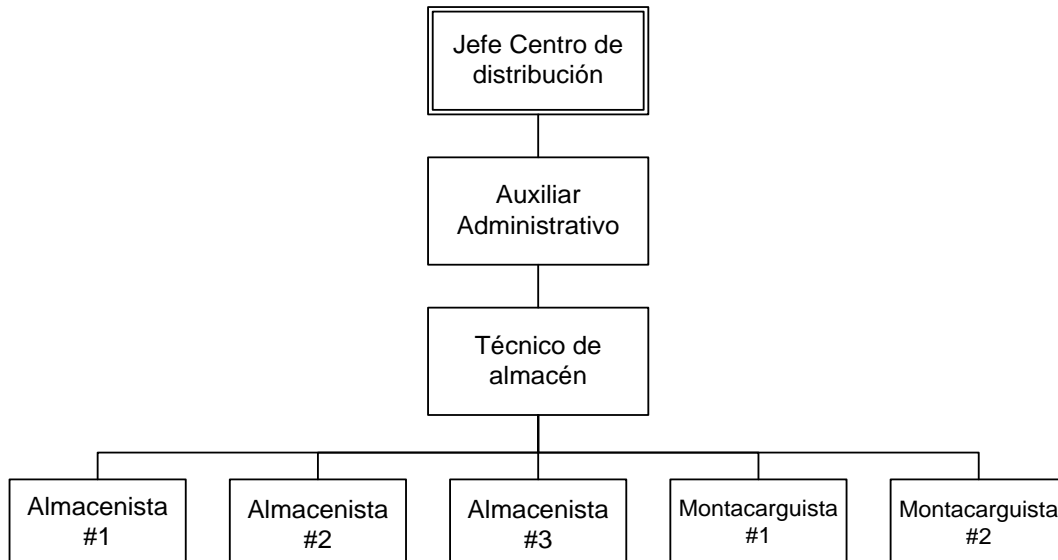 Jefe Centro de
distribución
Auxiliar
Administrativo
Técnico de
almacén
Almacenista
#1
Almacenista
#2
Almacenista
#3
Montacarguista
#1
Montacarguista
#2